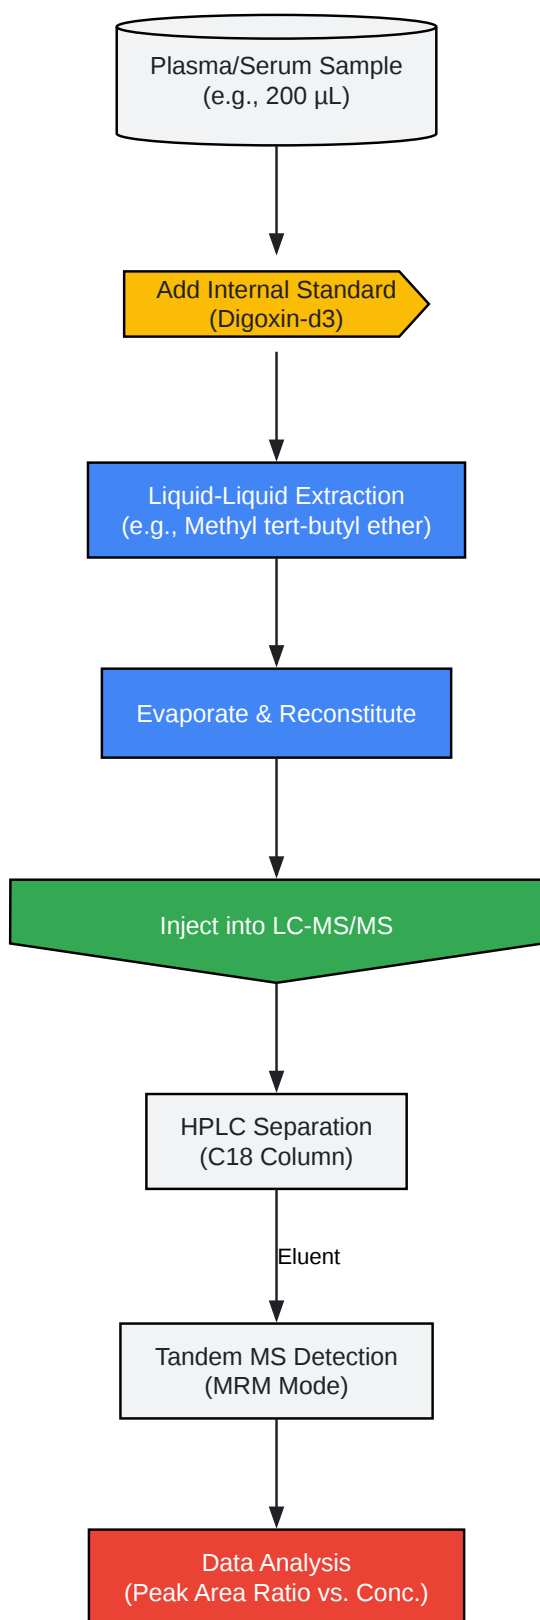 Plasma/Serum Sample
(e.g., 200 µL)
Add Internal Standard
(Digoxin-d3)
Liquid-Liquid Extraction
(e.g., Methyl tert-butyl ether)
Evaporate & Reconstitute
Inject into LC-MS/MS
HPLC Separation
(C18 Column)
Eluent
Tandem MS Detection
(MRM Mode)
Data Analysis
(Peak Area Ratio vs. Conc.)